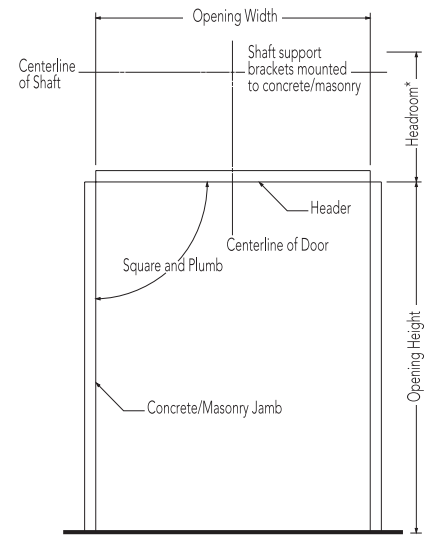 Opening Width
Centerline
of Shaft
Shaft support
brackets mounted
to concrete/masonry
Headroom*
Header
Centerline of Door
Square and Plumb
Opening Height
Concrete/Masonry Jamb